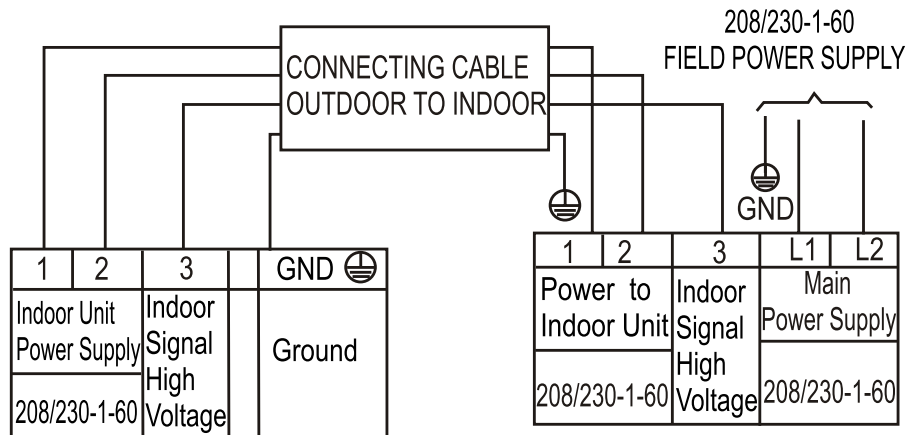 208/230-1-60
FIELD POWER SUPPLY
CONNECTING CABLE
OUTDOOR TO INDOOR
GND
1 2 3 GND
Indoor Unit
Power Supply
208/230-1-60
Indoor
Signal
High
Voltage
Ground
1 2 3 L1 L2
Power to
Indoor Unit
208/230-1-60
Indoor
Signal
High
Voltage
Main
Power Supply
208/230-1-60